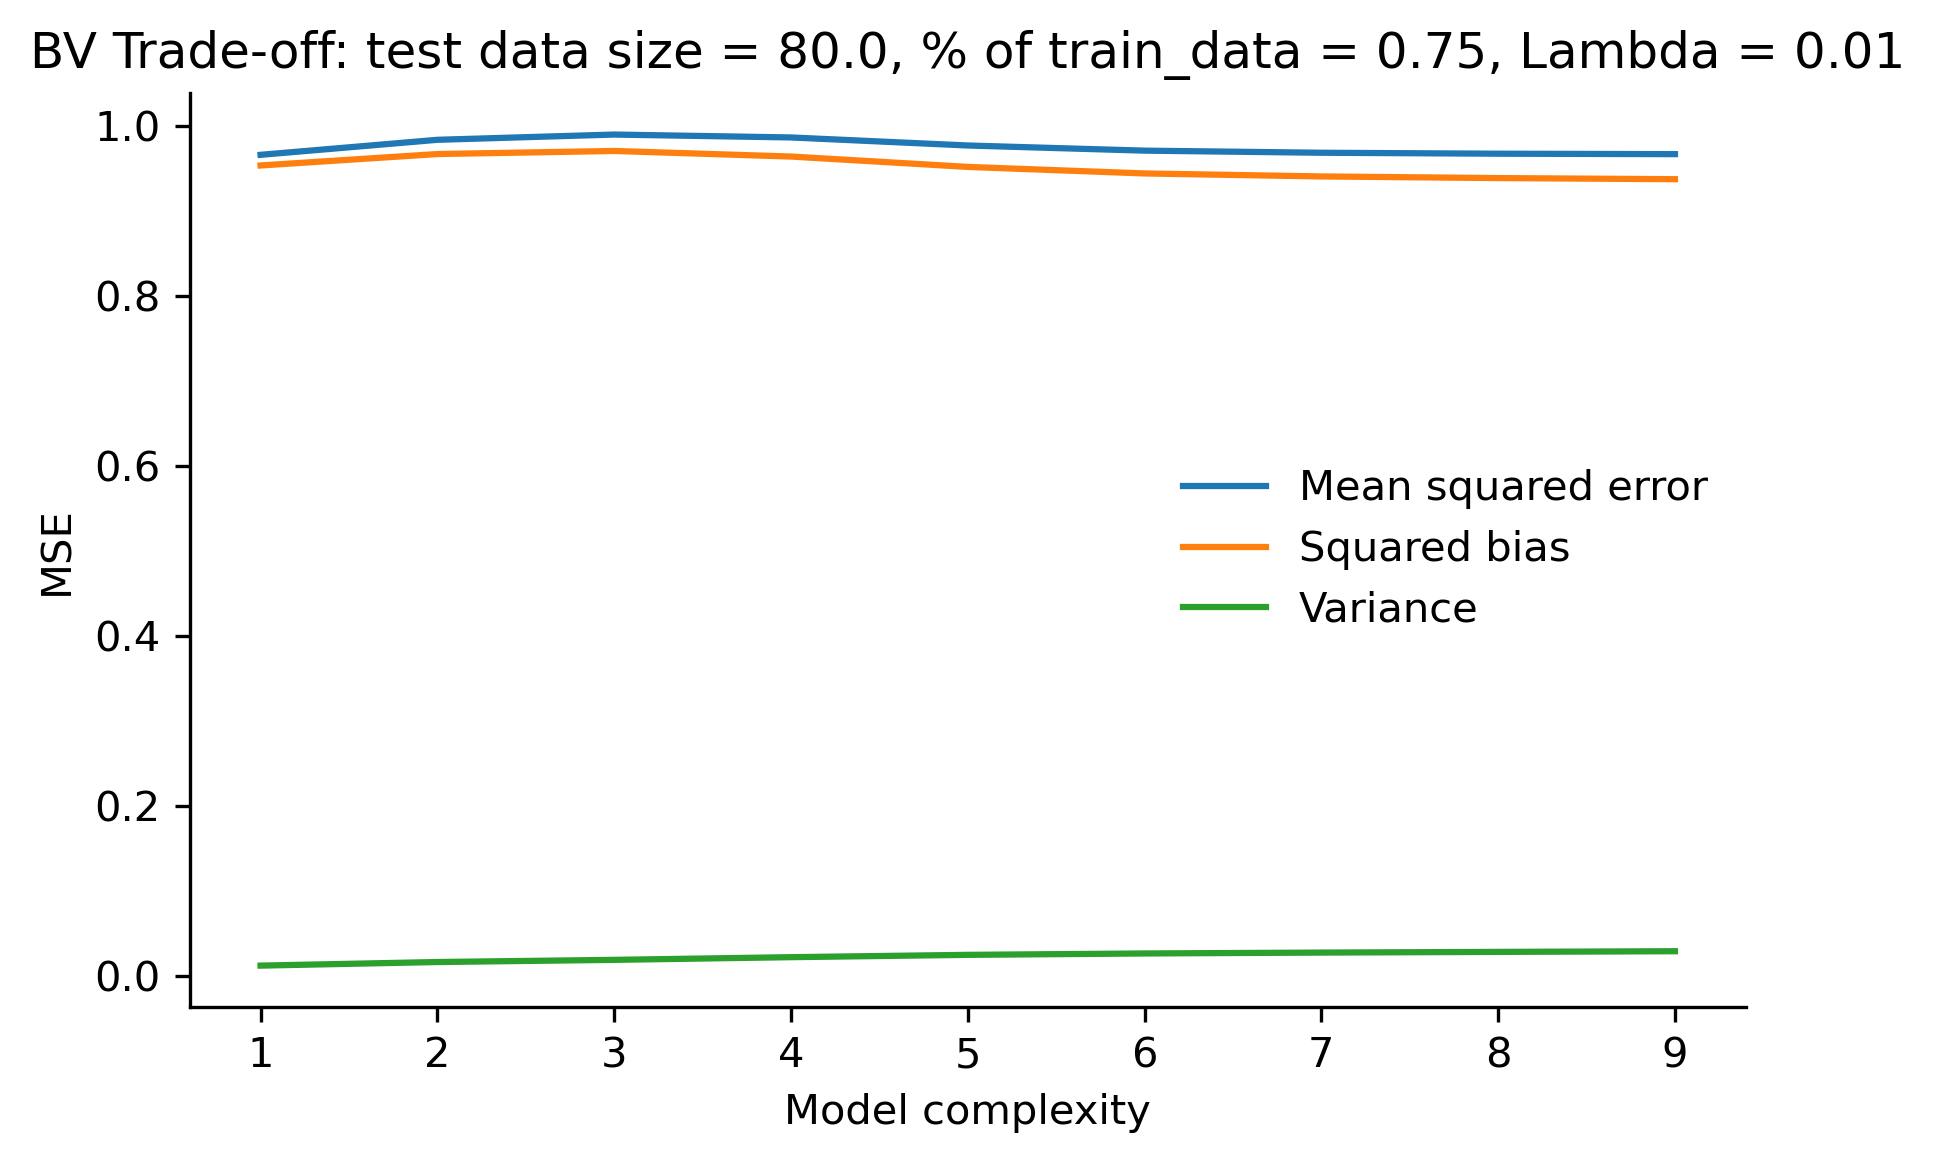 BV Trade-off: test data size = 80.0, % of train_data = 0.75, Lambda = 0.01
1.0
0.8
0.6
0.4
0.2
0.0
MSE
Mean squared error
Squared bias
Variance
1 2 3 4 5 6 7 8 9
Model complexity